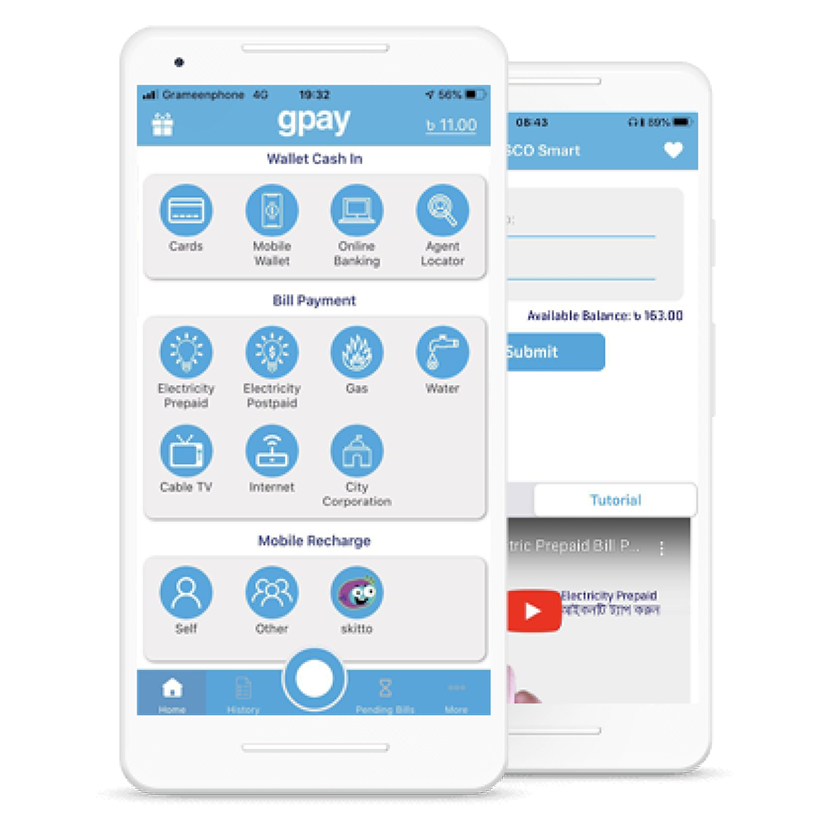 Grameenphone 4G 19:32 56%
gpay
৳ 11.00
Wallet Cash In
Cards
Mobile
Wallet
Online
Banking
Agent
Locator
Bill Payment
Electricity
Prepaid
Electricity
Postpaid
Gas
Water
Cable TV
Internet
City
Corporation
Mobile Recharge
Self
Other
skitto
Home
History
Pending Bills
More
08:43 89%
SCO Smart
Available Balance: ৳ 163.00
Submit
Tutorial
tric Prepaid Bill P...
Electricity Prepaid
আইকনটি ট্যাপ করুন